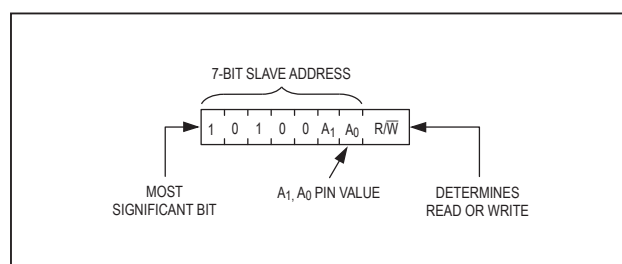 7-BIT SLAVE ADDRESS
1 0 1 0 0 A1 A0 R/W̅
MOST
SIGNIFICANT BIT
A1, A0 PIN VALUE
DETERMINES
READ OR WRITE